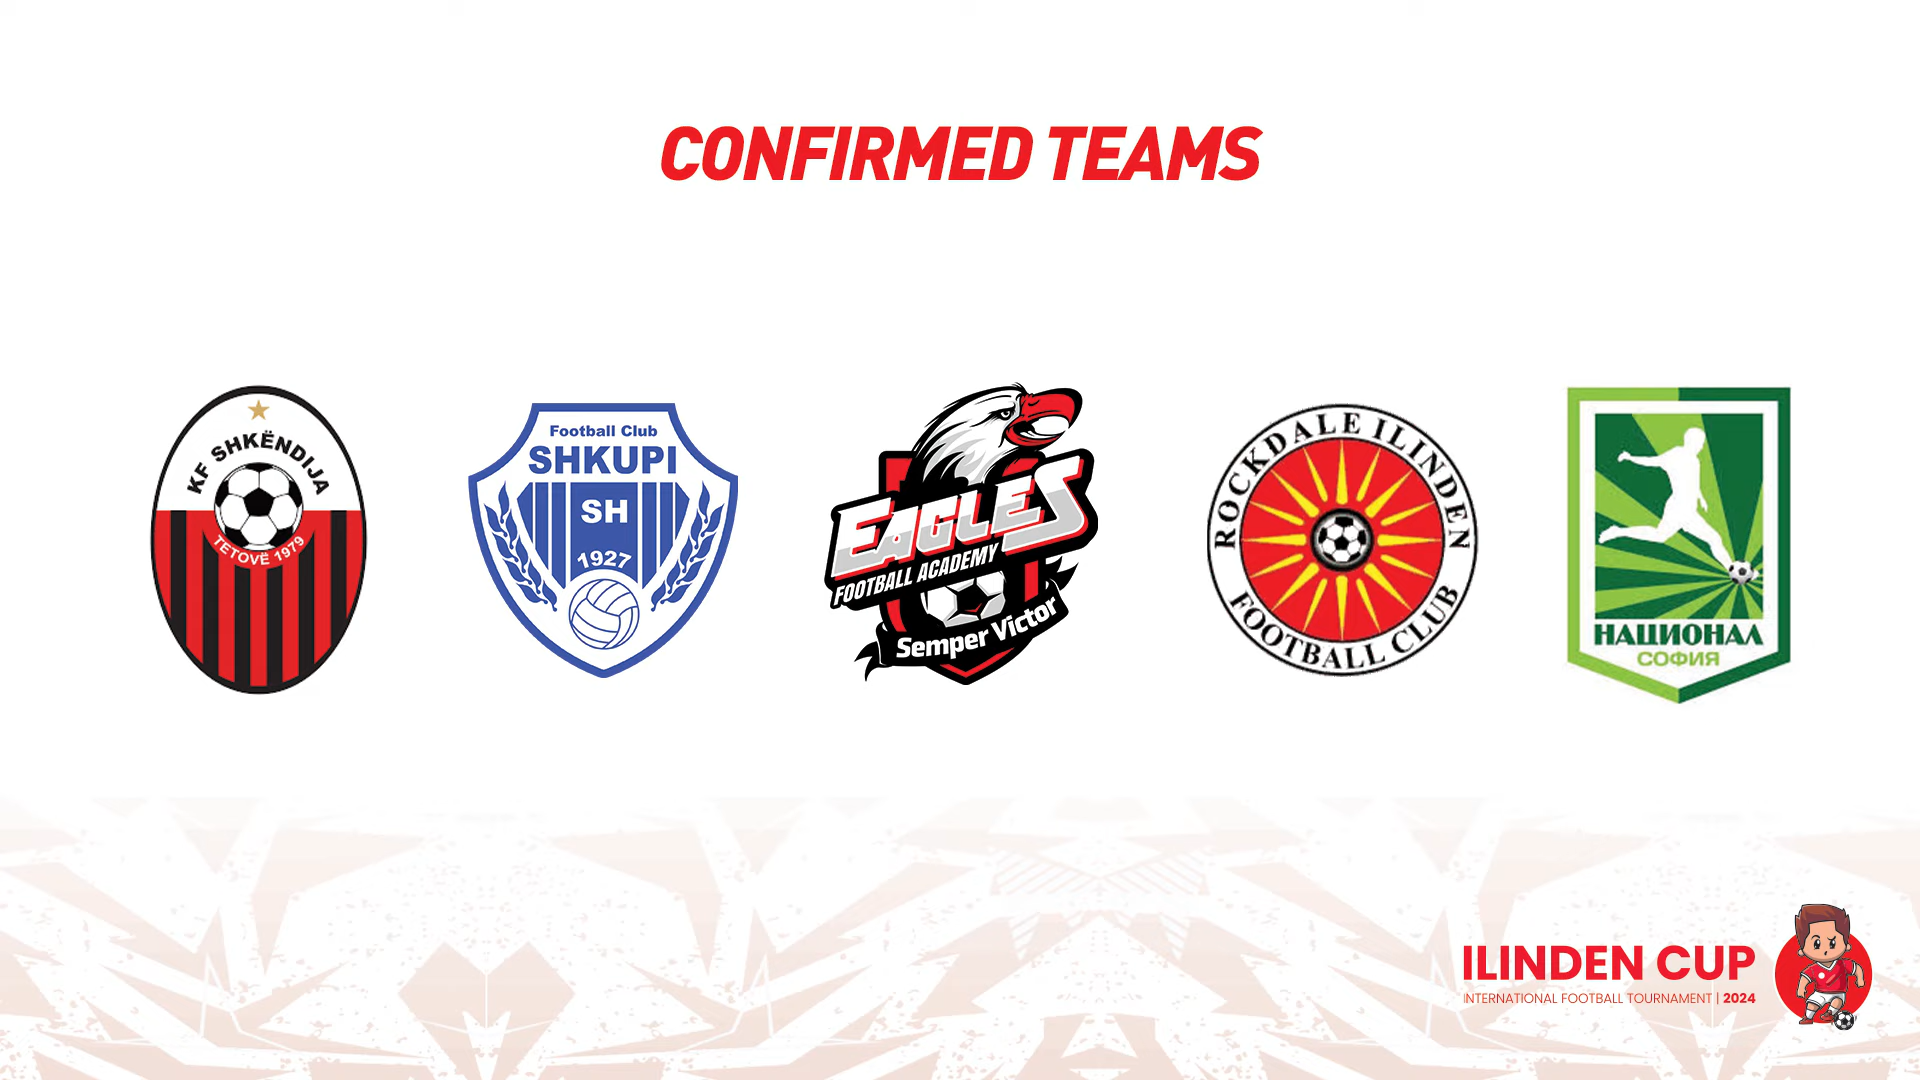 CONFIRMED TEAMS
KF SHKËNDIJA
TETOVË 1979
Football Club
SHKUPI
SH
1927
EAGLES
FOOTBALL ACADEMY
Semper Victor
ROCKDALE ILINDEN
FOOTBALL CLUB
НАЦИОНАЛ
СОФИЯ
ILINDEN CUP
INTERNATIONAL FOOTBALL TOURNAMENT | 2024